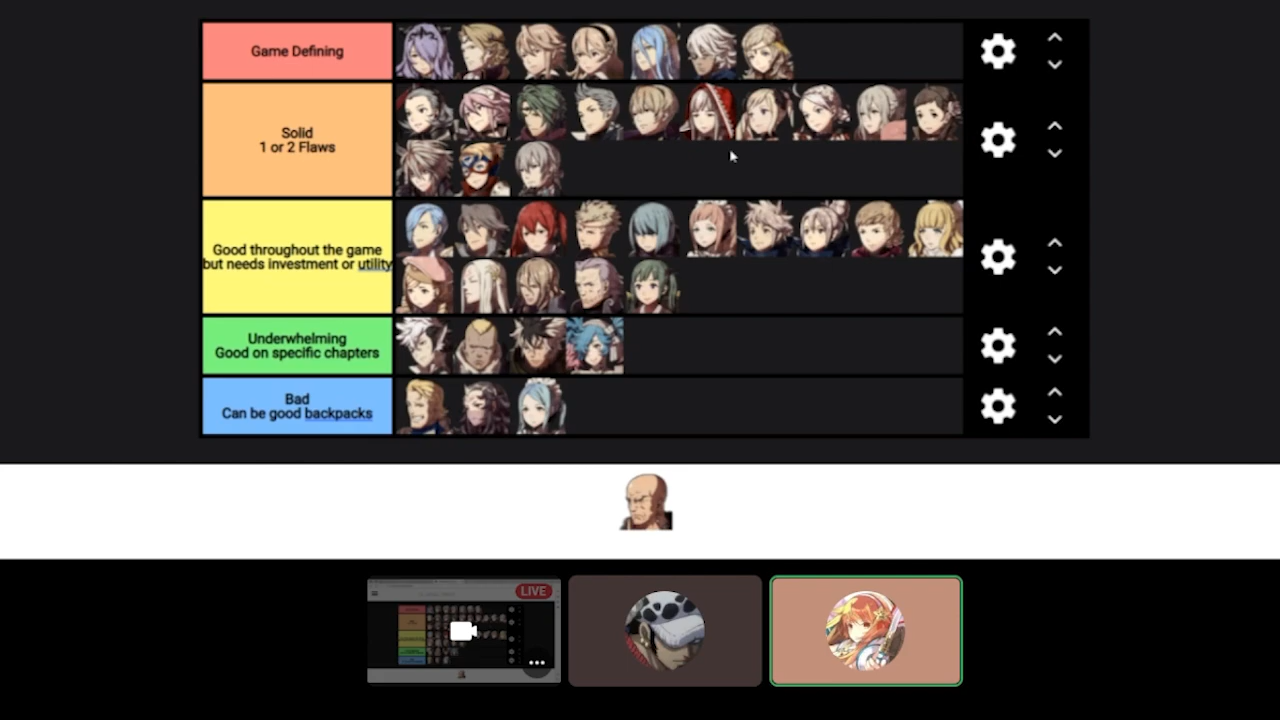 Game Defining
Solid
1 or 2 Flaws
Good throughout the game
but needs investment or utility
Underwhelming
Good on specific chapters
Bad
Can be good backpacks
LIVE